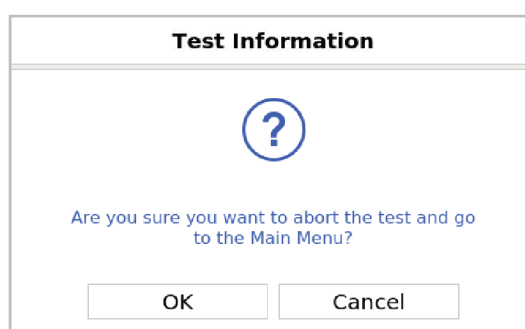 Test Information
?
Are you sure you want to abort the test and go
to the Main Menu?
OK
Cancel